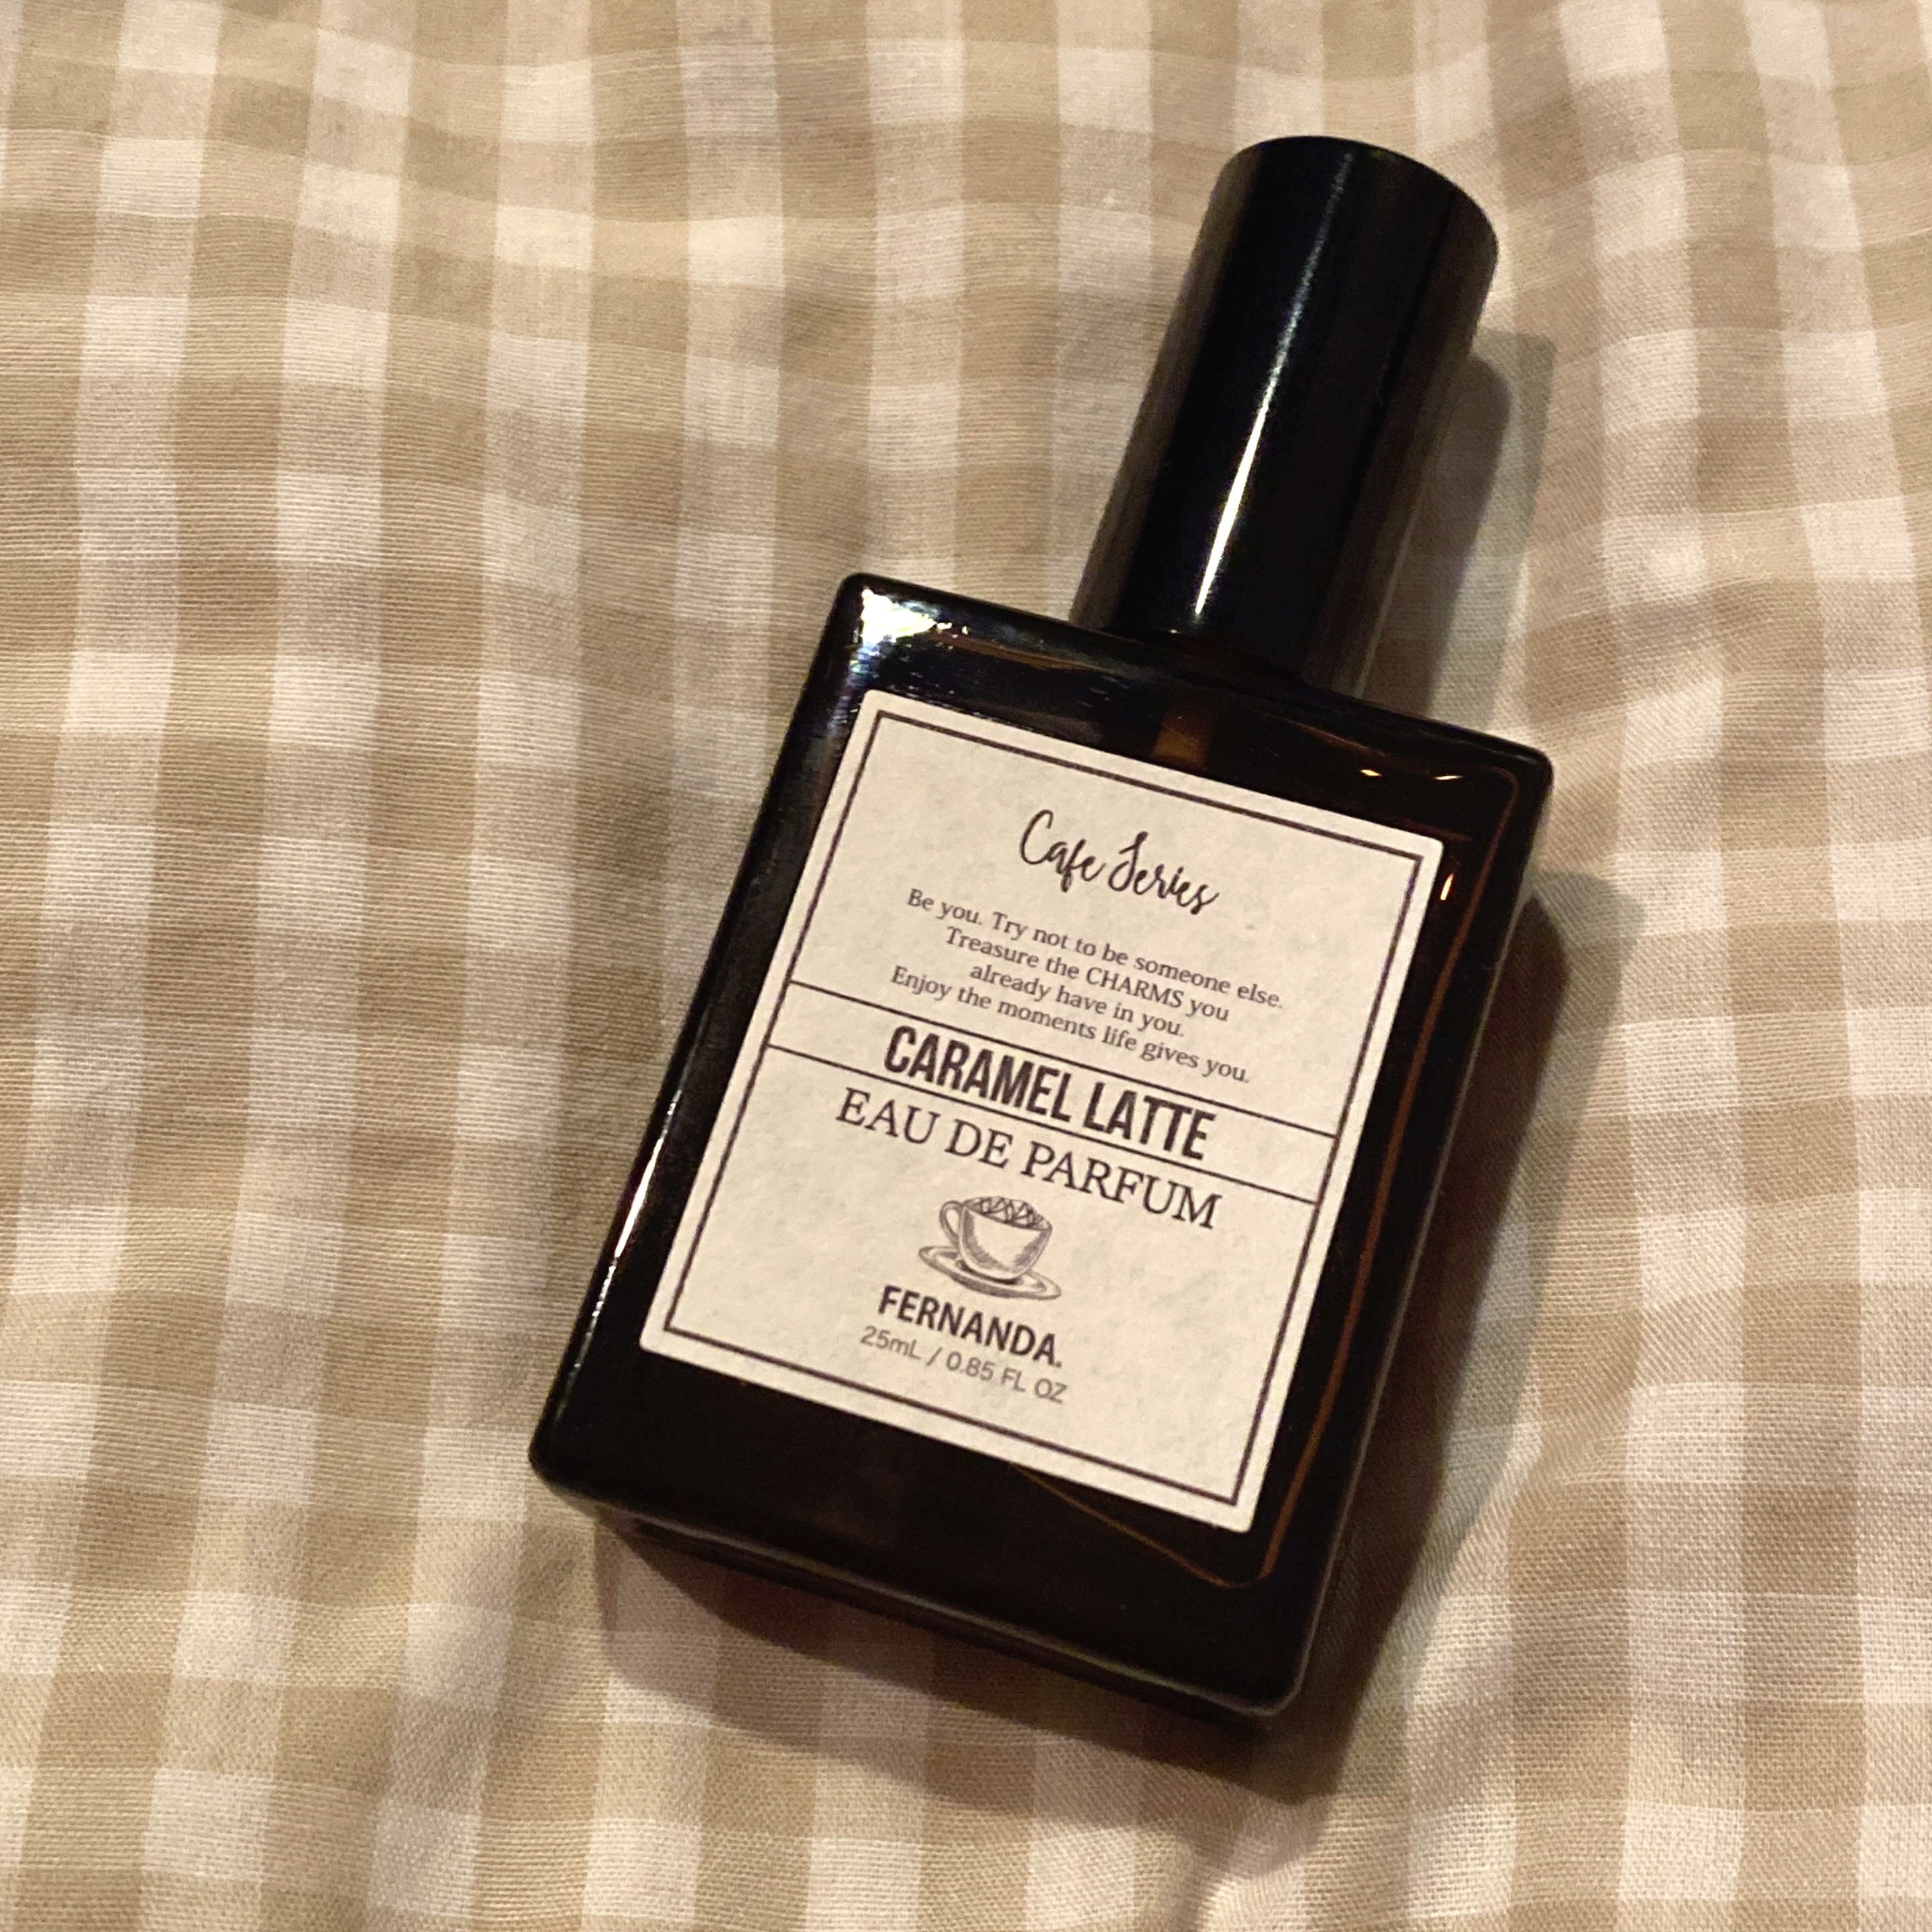 Cafe Series
Be you. Try not to be someone else.
Treasure the CHARMS you
already have in you.
Enjoy the moments life gives you.
CARAMEL LATTE
EAU DE PARFUM
FERNANDA.
25mL / 0.85 FL OZ